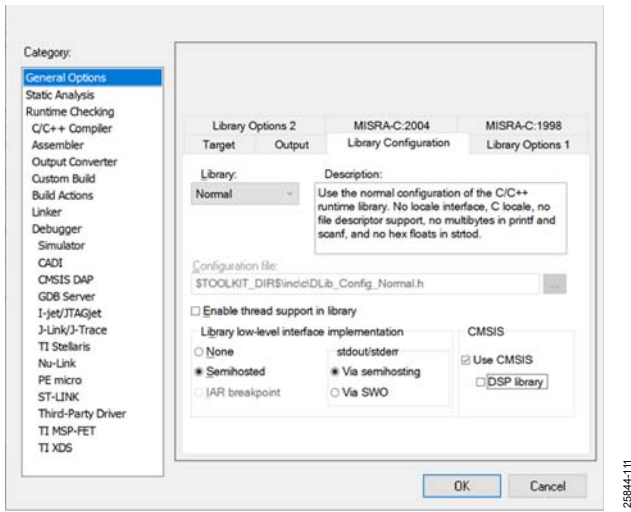 Category:
General Options
Static Analysis
Runtime Checking
C/C++ Compiler
Assembler
Output Converter
Custom Build
Build Actions
Linker
Debugger
Simulator
CADI
CMSIS DAP
GDB Server
I-jet/JTAGjet
J-Link/J-Trace
TI Stellaris
Nu-Link
PE micro
ST-LINK
Third-Party Driver
TI MSP-FET
TI XDS
Library Options 2 MISRA-C:2004 MISRA-C:1998
Target Output Library Configuration Library Options 1
Library: Description:
Normal
Use the normal configuration of the C/C++
runtime library. No locale interface, C locale, no
file descriptor support, no multibytes in printf and
scanf, and no hex floats in strtod.
Configuration file:
$TOOLKIT_DIR$\inc\c\DLib_Config_Normal.h ...
Enable thread support in library
Library low-level interface implementation CMSIS
None stdout/stderr Use CMSIS
Semihosted Via semihosting DSP library
IAR breakpoint Via SWO
OK Cancel
25844-111